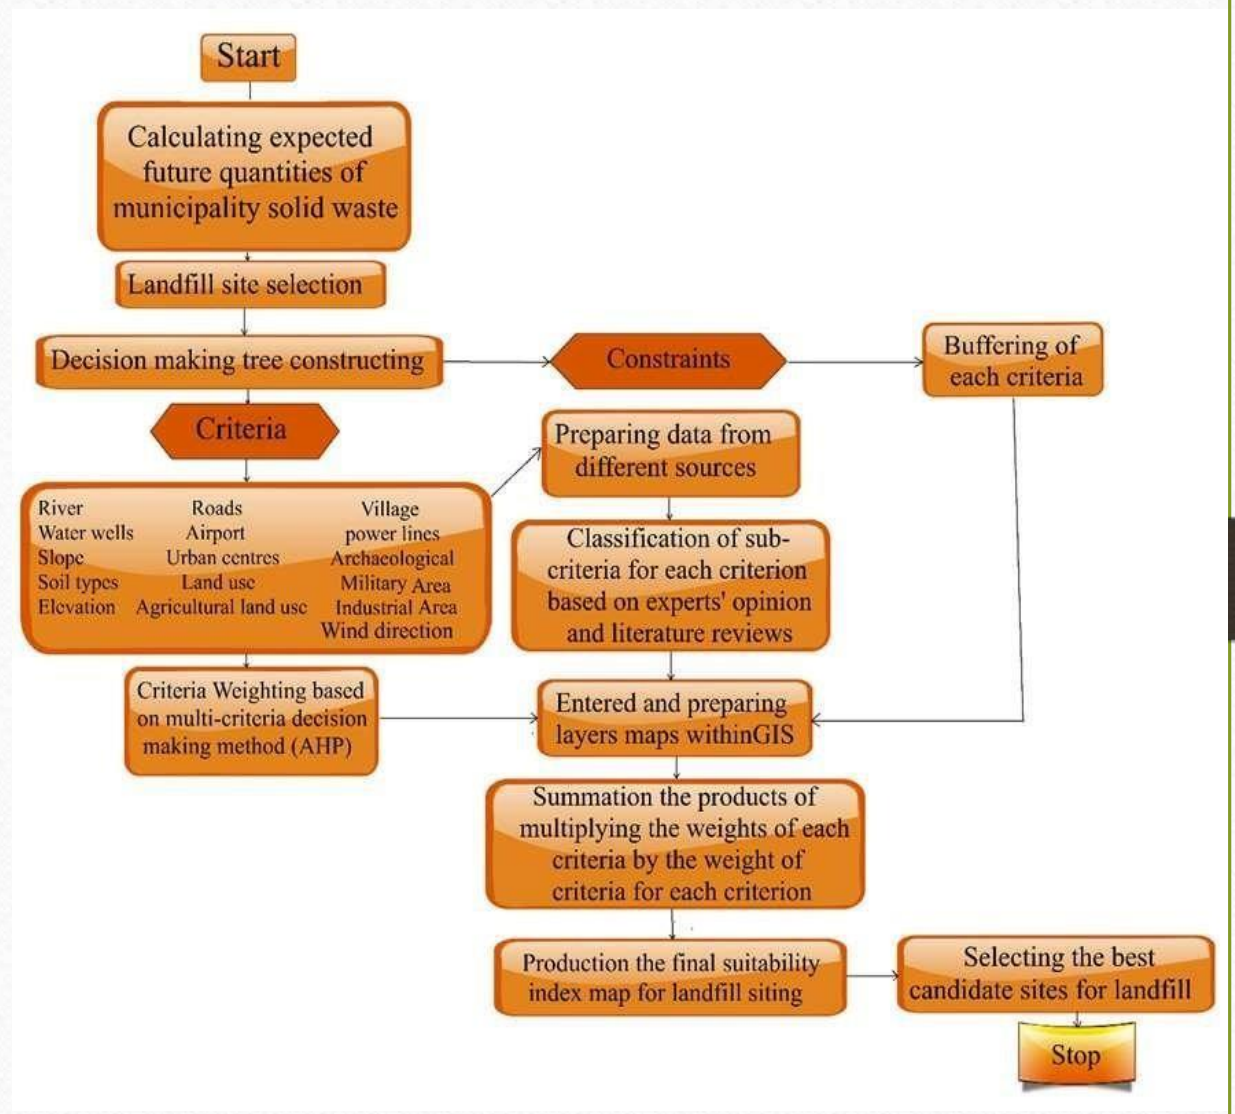 Start
Calculating expected
future quantities of
municipality solid waste
Landfill site selection
Decision making tree constructing
Constraints
Buffering of
each criteria
Criteria
Preparing data from
different sources
River Roads Village
Water wells Airport power lines
Slope Urban centres Archaeological
Soil types Land use Military Area
Elevation Agricultural land use Industrial Area
Wind direction
Classification of sub-
criteria for each criterion
based on experts' opinion
and literature reviews
Criteria Weighting based
on multi-criteria decision
making method (AHP)
Entered and preparing
layers maps withinGIS
Summation the products of
multiplying the weights of each
criteria by the weight of
criteria for each criterion
Production the final suitability
index map for landfill siting
Selecting the best
candidate sites for landfill
Stop